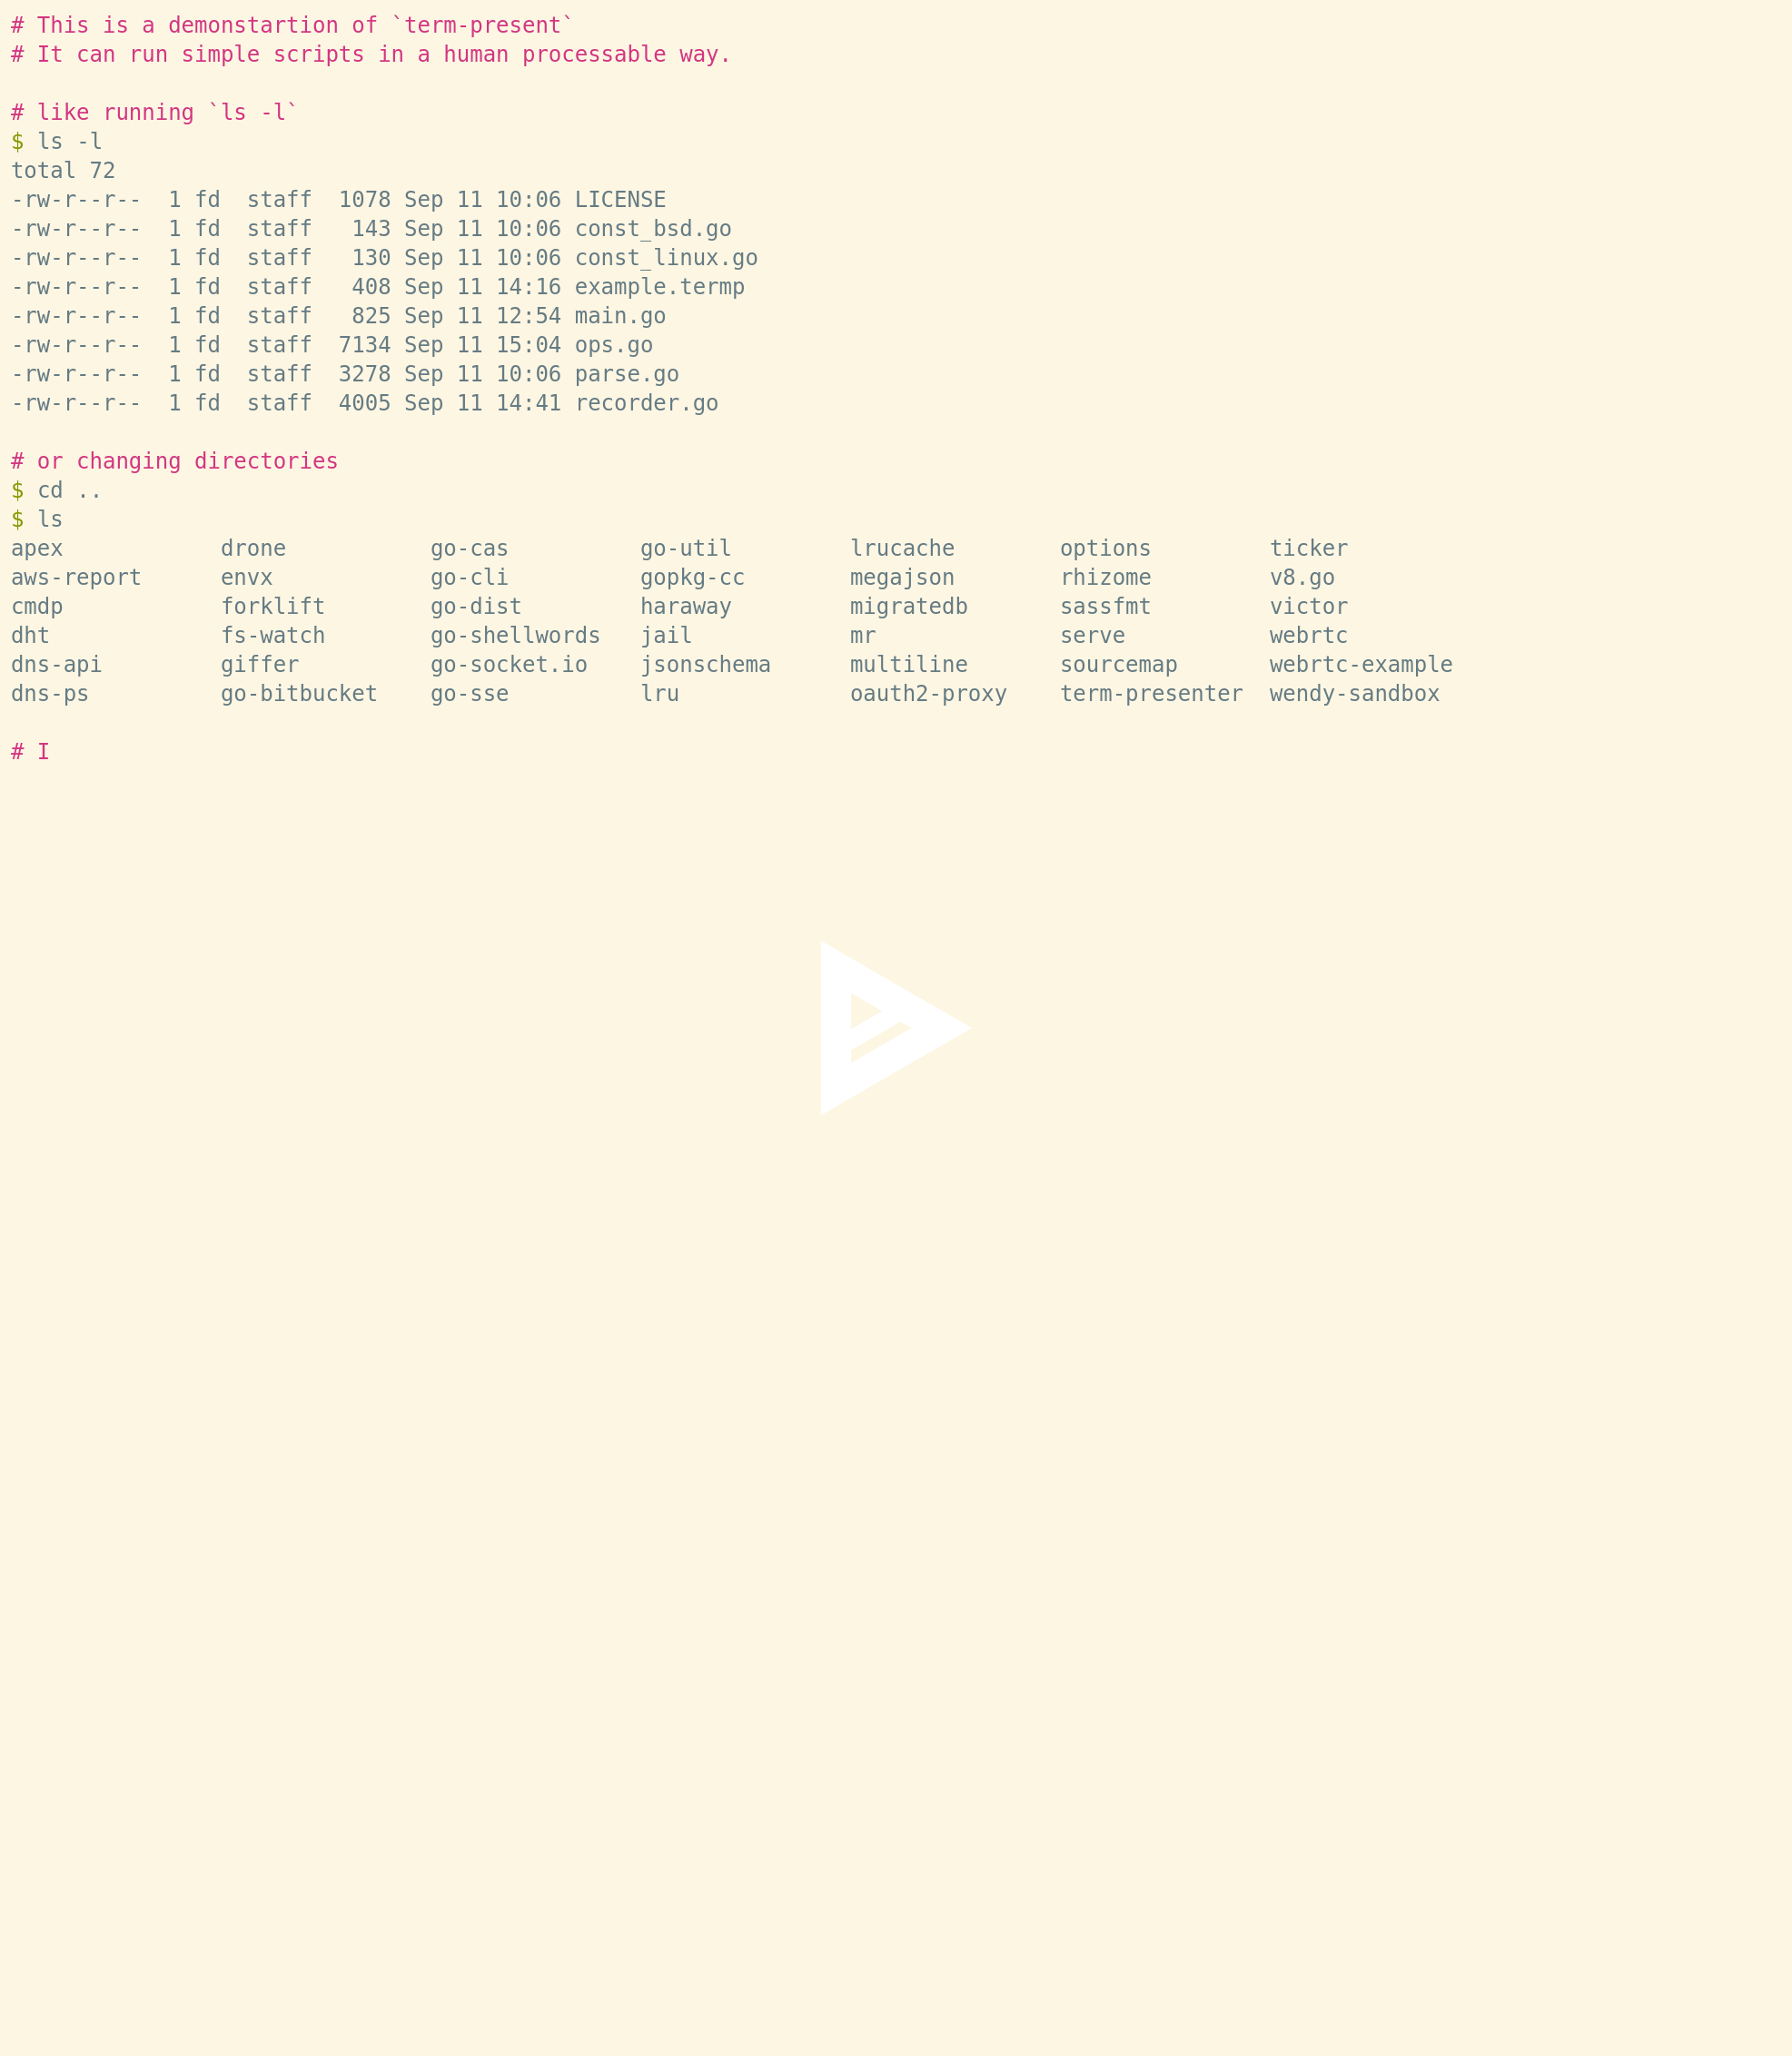 # This is a demonstartion of `term-present`
# It can run simple scripts in a human processable way.

# like running `ls -l`
$ ls -l
total 72
-rw-r--r--  1 fd  staff  1078 Sep 11 10:06 LICENSE
-rw-r--r--  1 fd  staff   143 Sep 11 10:06 const_bsd.go
-rw-r--r--  1 fd  staff   130 Sep 11 10:06 const_linux.go
-rw-r--r--  1 fd  staff   408 Sep 11 14:16 example.termp
-rw-r--r--  1 fd  staff   825 Sep 11 12:54 main.go
-rw-r--r--  1 fd  staff  7134 Sep 11 15:04 ops.go
-rw-r--r--  1 fd  staff  3278 Sep 11 10:06 parse.go
-rw-r--r--  1 fd  staff  4005 Sep 11 14:41 recorder.go

# or changing directories
$ cd ..
$ ls
apex            drone           go-cas          go-util         lrucache        options         ticker
aws-report      envx            go-cli          gopkg-cc        megajson        rhizome         v8.go
cmdp            forklift        go-dist         haraway         migratedb       sassfmt         victor
dht             fs-watch        go-shellwords   jail            mr              serve           webrtc
dns-api         giffer          go-socket.io    jsonschema      multiline       sourcemap       webrtc-example
dns-ps          go-bitbucket    go-sse          lru             oauth2-proxy    term-presenter  wendy-sandbox

# I